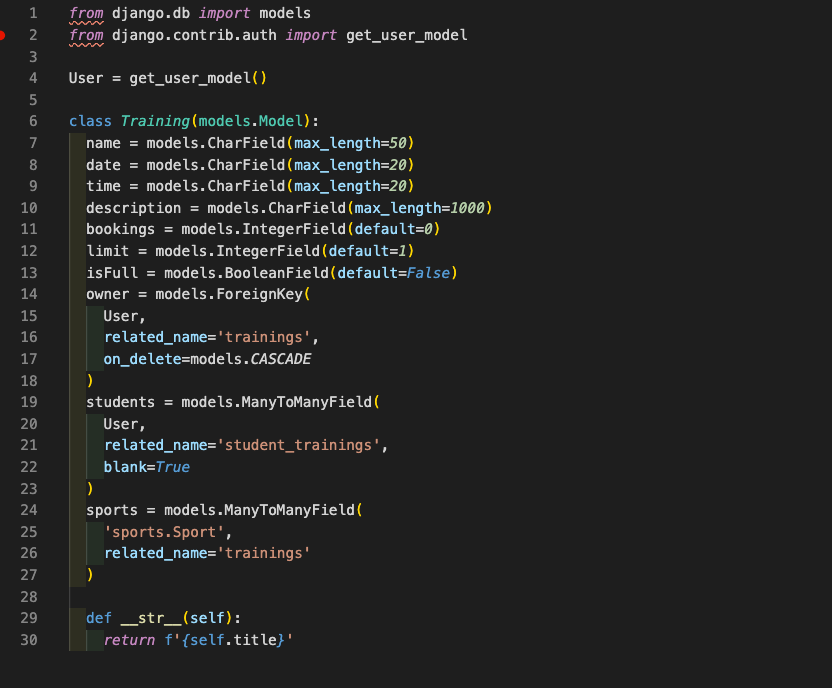 1 from django.db import models
2 from django.contrib.auth import get_user_model
3
4 User = get_user_model()
5
6 class Training(models.Model):
7   name = models.CharField(max_length=50)
8   date = models.CharField(max_length=20)
9   time = models.CharField(max_length=20)
10   description = models.CharField(max_length=1000)
11   bookings = models.IntegerField(default=0)
12   limit = models.IntegerField(default=1)
13   isFull = models.BooleanField(default=False)
14   owner = models.ForeignKey(
15     User,
16     related_name='trainings',
17     on_delete=models.CASCADE
18   )
19   students = models.ManyToManyField(
20     User,
21     related_name='student_trainings',
22     blank=True
23   )
24   sports = models.ManyToManyField(
25     'sports.Sport',
26     related_name='trainings'
27   )
28
29   def __str__(self):
30     return f'{self.title}'